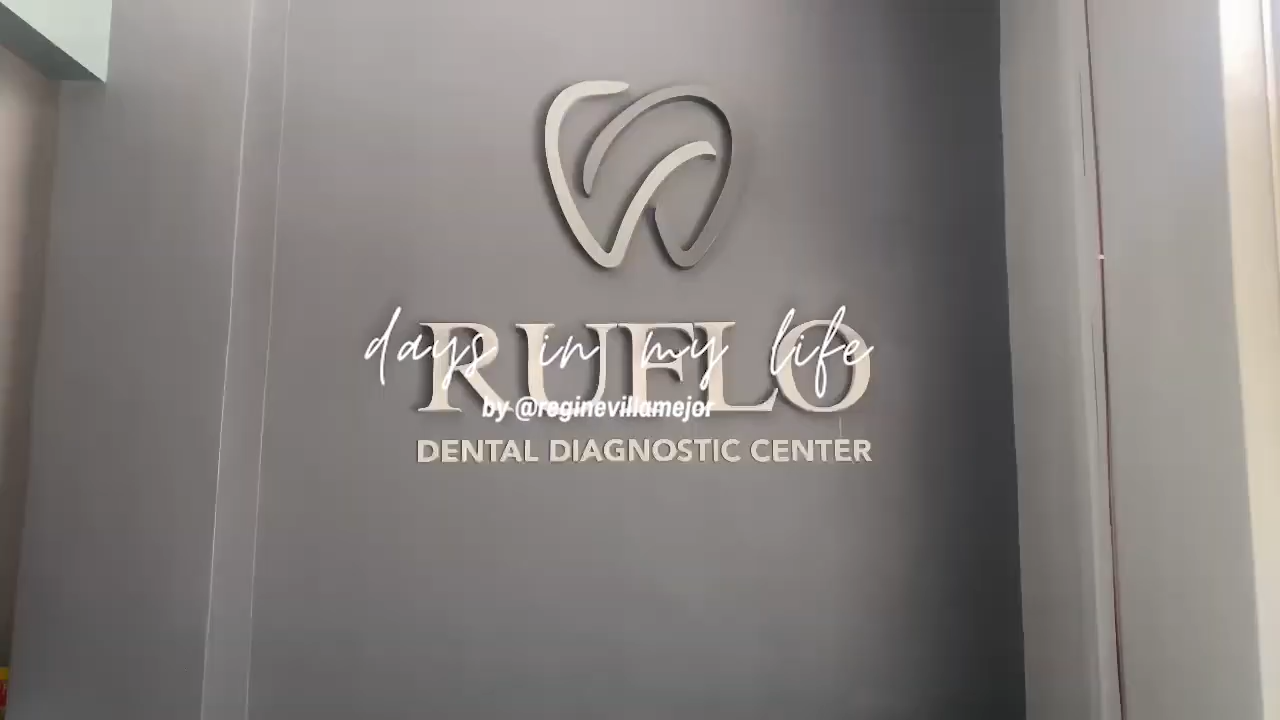 days in my life
RUELO
by @reginevillamejor
DENTAL DIAGNOSTIC CENTER